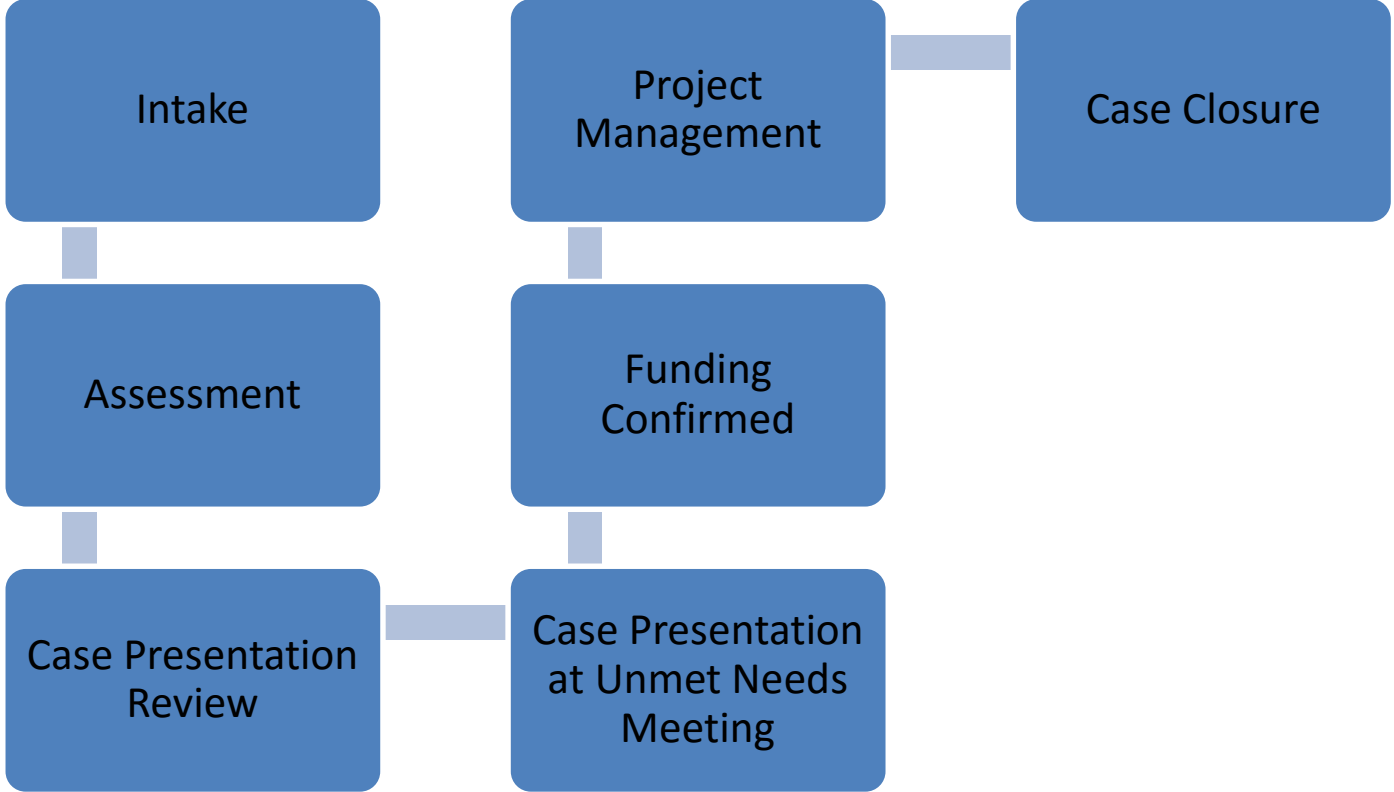 Intake
Assessment
Case Presentation
Review
Case Presentation
at Unmet Needs
Meeting
Funding
Confirmed
Project
Management
Case Closure